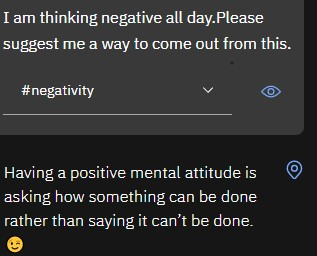 I am thinking negative all day.Please
suggest me a way to come out from this.
#negativity
Having a positive mental attitude is
asking how something can be done
rather than saying it can't be done.
😉